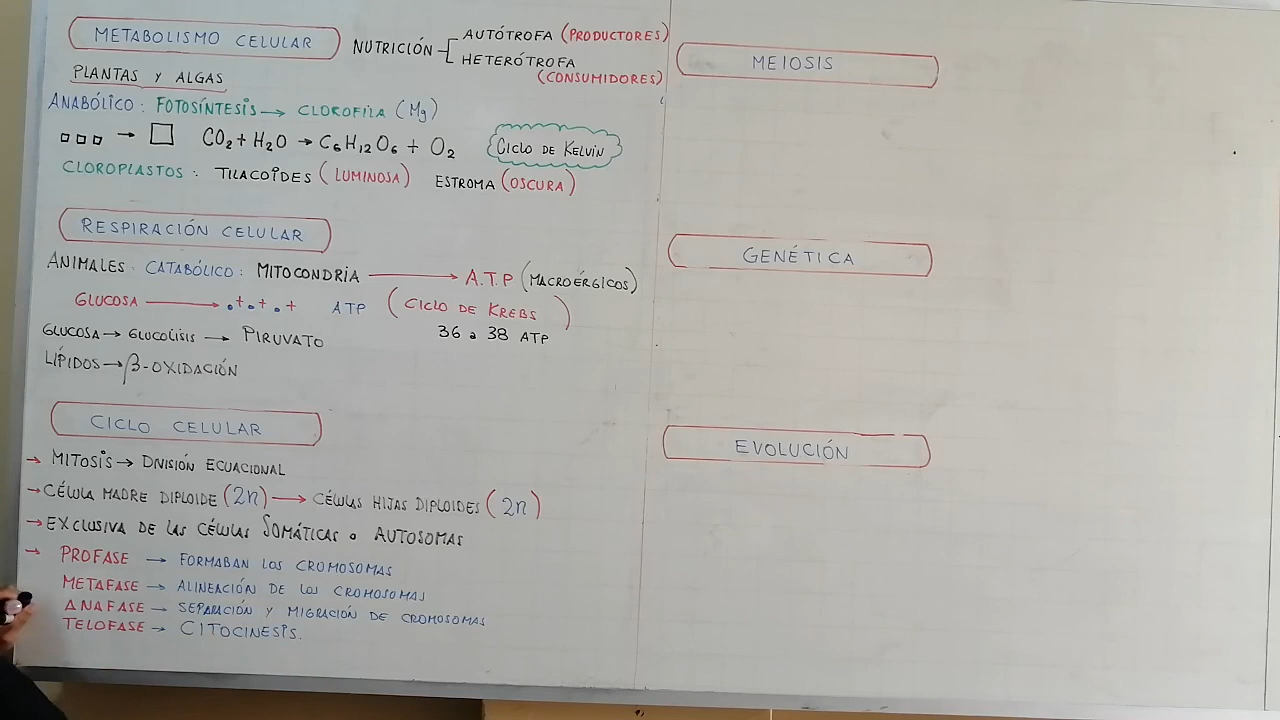 METABOLISMO CELULAR
NUTRICIÓN
AUTÓTROFA (PRODUCTORES)
HETERÓTROFA
(CONSUMIDORES)
PLANTAS Y ALGAS
ANABÓLICO: FOTOSÍNTESIS → CLOROFILA (Mg)
→ CO₂ + H₂O → C₆H₁₂O₆ + O₂
CICLO DE KELVIN
CLOROPLASTOS: TILACOIDES (LUMINOSA) ESTROMA (OSCURA)
RESPIRACIÓN CELULAR
ANIMALES. CATABÓLICO: MITOCONDRIA → A.T.P (MACROÉRGICOS)
GLUCOSA → .+.+.+ ATP (CICLO DE KREBS)
36 a 38 ATP
GLUCOSA → GLUCOLISIS → PIRUVATO
LÍPIDOS → β-OXIDACIÓN
CICLO CELULAR
→ MITOSIS → DIVISIÓN ECUACIONAL
→ CÉLULA MADRE DIPLOIDE (2n) → CÉLULAS HIJAS DIPLOIDES (2n)
→ EXCLUSIVA DE LAS CÉLULAS SOMÁTICAS o AUTOSOMAS
→ PROFASE → FORMABAN LOS CROMOSOMAS
METAFASE → ALINEACIÓN DE LOS CROMOSOMAS
ANAFASE → SEPARACIÓN Y MIGRACIÓN DE CROMOSOMAS
TELOFASE → CITOCINESIS.
MEIOSIS
GENÉTICA
EVOLUCIÓN